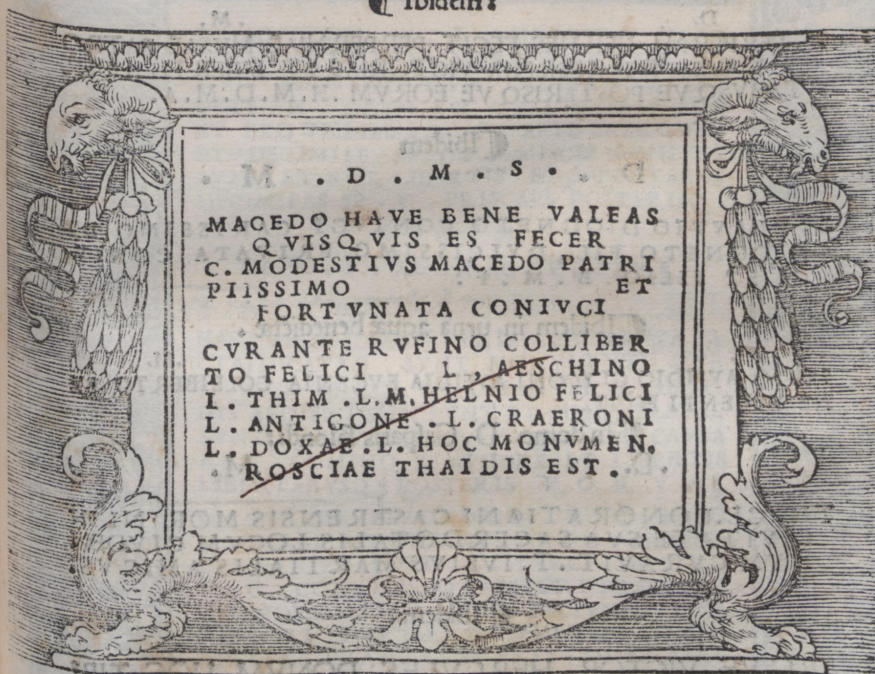 ¶ Ibidem:
. D . M . S .
MACEDO HAVE BENE VALEAS
QVISQVIS ES FECER
C. MODESTIVS MACEDO PATRI
PIISSIMO ET
FORTVNATA CONIVCI
CVRANTE RVFINO COLLIBER
TO FELICI L. AESCHINO
L. THIM .L.M. HELNIO FELICI
L. ANTIGONE .L. CRAERONI
L. DOXAE .L. HOC MONVMEN.
ROSCIAE THAIDIS EST .